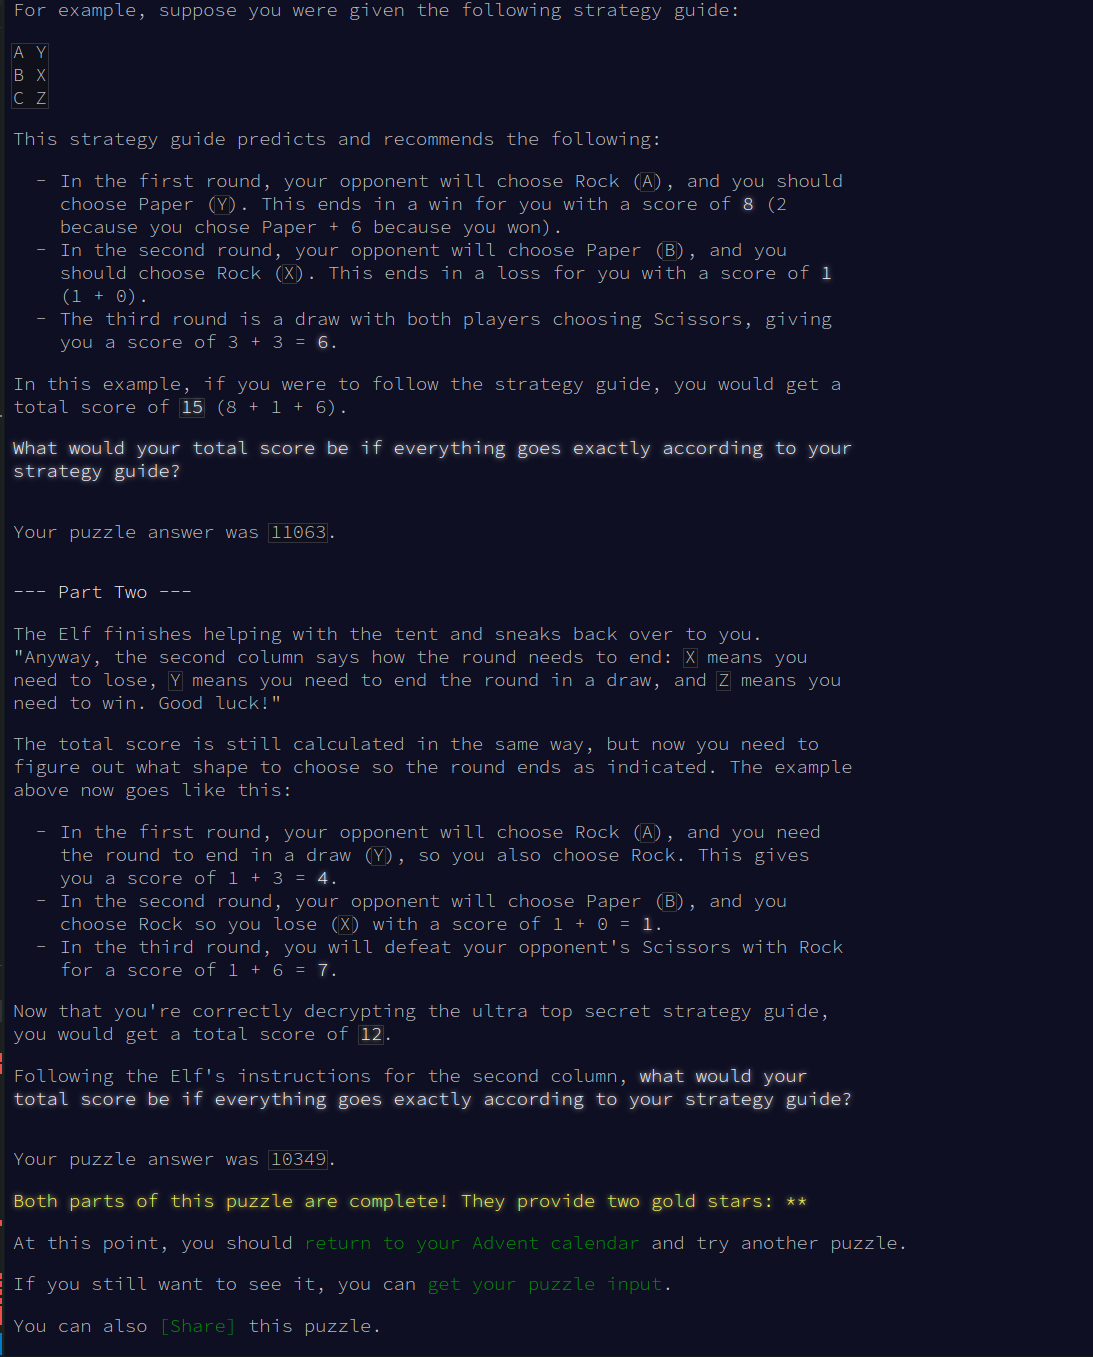 For example, suppose you were given the following strategy guide:
A Y
B X
C Z
This strategy guide predicts and recommends the following:
- In the first round, your opponent will choose Rock (A), and you should
choose Paper (Y). This ends in a win for you with a score of 8 (2
because you chose Paper + 6 because you won).
- In the second round, your opponent will choose Paper (B), and you
should choose Rock (X). This ends in a loss for you with a score of 1
(1 + 0).
- The third round is a draw with both players choosing Scissors, giving
you a score of 3 + 3 = 6.
In this example, if you were to follow the strategy guide, you would get a
total score of 15 (8 + 1 + 6).
What would your total score be if everything goes exactly according to your
strategy guide?
Your puzzle answer was 11063.
--- Part Two ---
The Elf finishes helping with the tent and sneaks back over to you.
"Anyway, the second column says how the round needs to end: X means you
need to lose, Y means you need to end the round in a draw, and Z means you
need to win. Good luck!"
The total score is still calculated in the same way, but now you need to
figure out what shape to choose so the round ends as indicated. The example
above now goes like this:
- In the first round, your opponent will choose Rock (A), and you need
the round to end in a draw (Y), so you also choose Rock. This gives
you a score of 1 + 3 = 4.
- In the second round, your opponent will choose Paper (B), and you
choose Rock so you lose (X) with a score of 1 + 0 = 1.
- In the third round, you will defeat your opponent's Scissors with Rock
for a score of 1 + 6 = 7.
Now that you're correctly decrypting the ultra top secret strategy guide,
you would get a total score of 12.
Following the Elf's instructions for the second column, what would your
total score be if everything goes exactly according to your strategy guide?
Your puzzle answer was 10349.
Both parts of this puzzle are complete! They provide two gold stars: **
At this point, you should return to your Advent calendar and try another puzzle.
If you still want to see it, you can get your puzzle input.
You can also [Share] this puzzle.